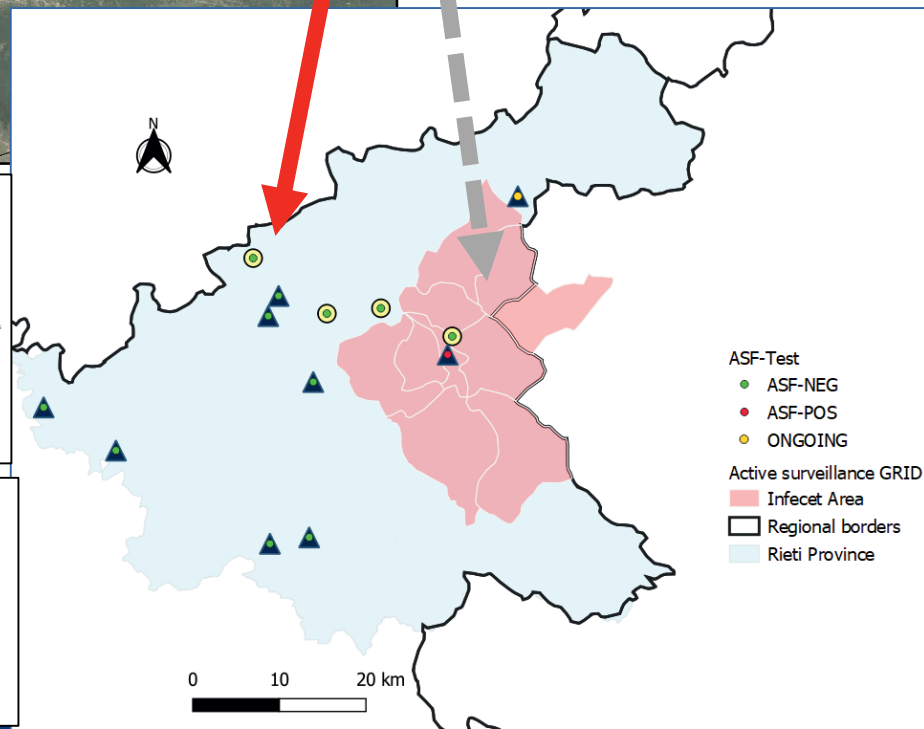 N
ASF-Test
ASF-NEG
ASF-POS
ONGOING
Active surveillance GRID
Infecet Area
Regional borders
Rieti Province
0 10 20 km